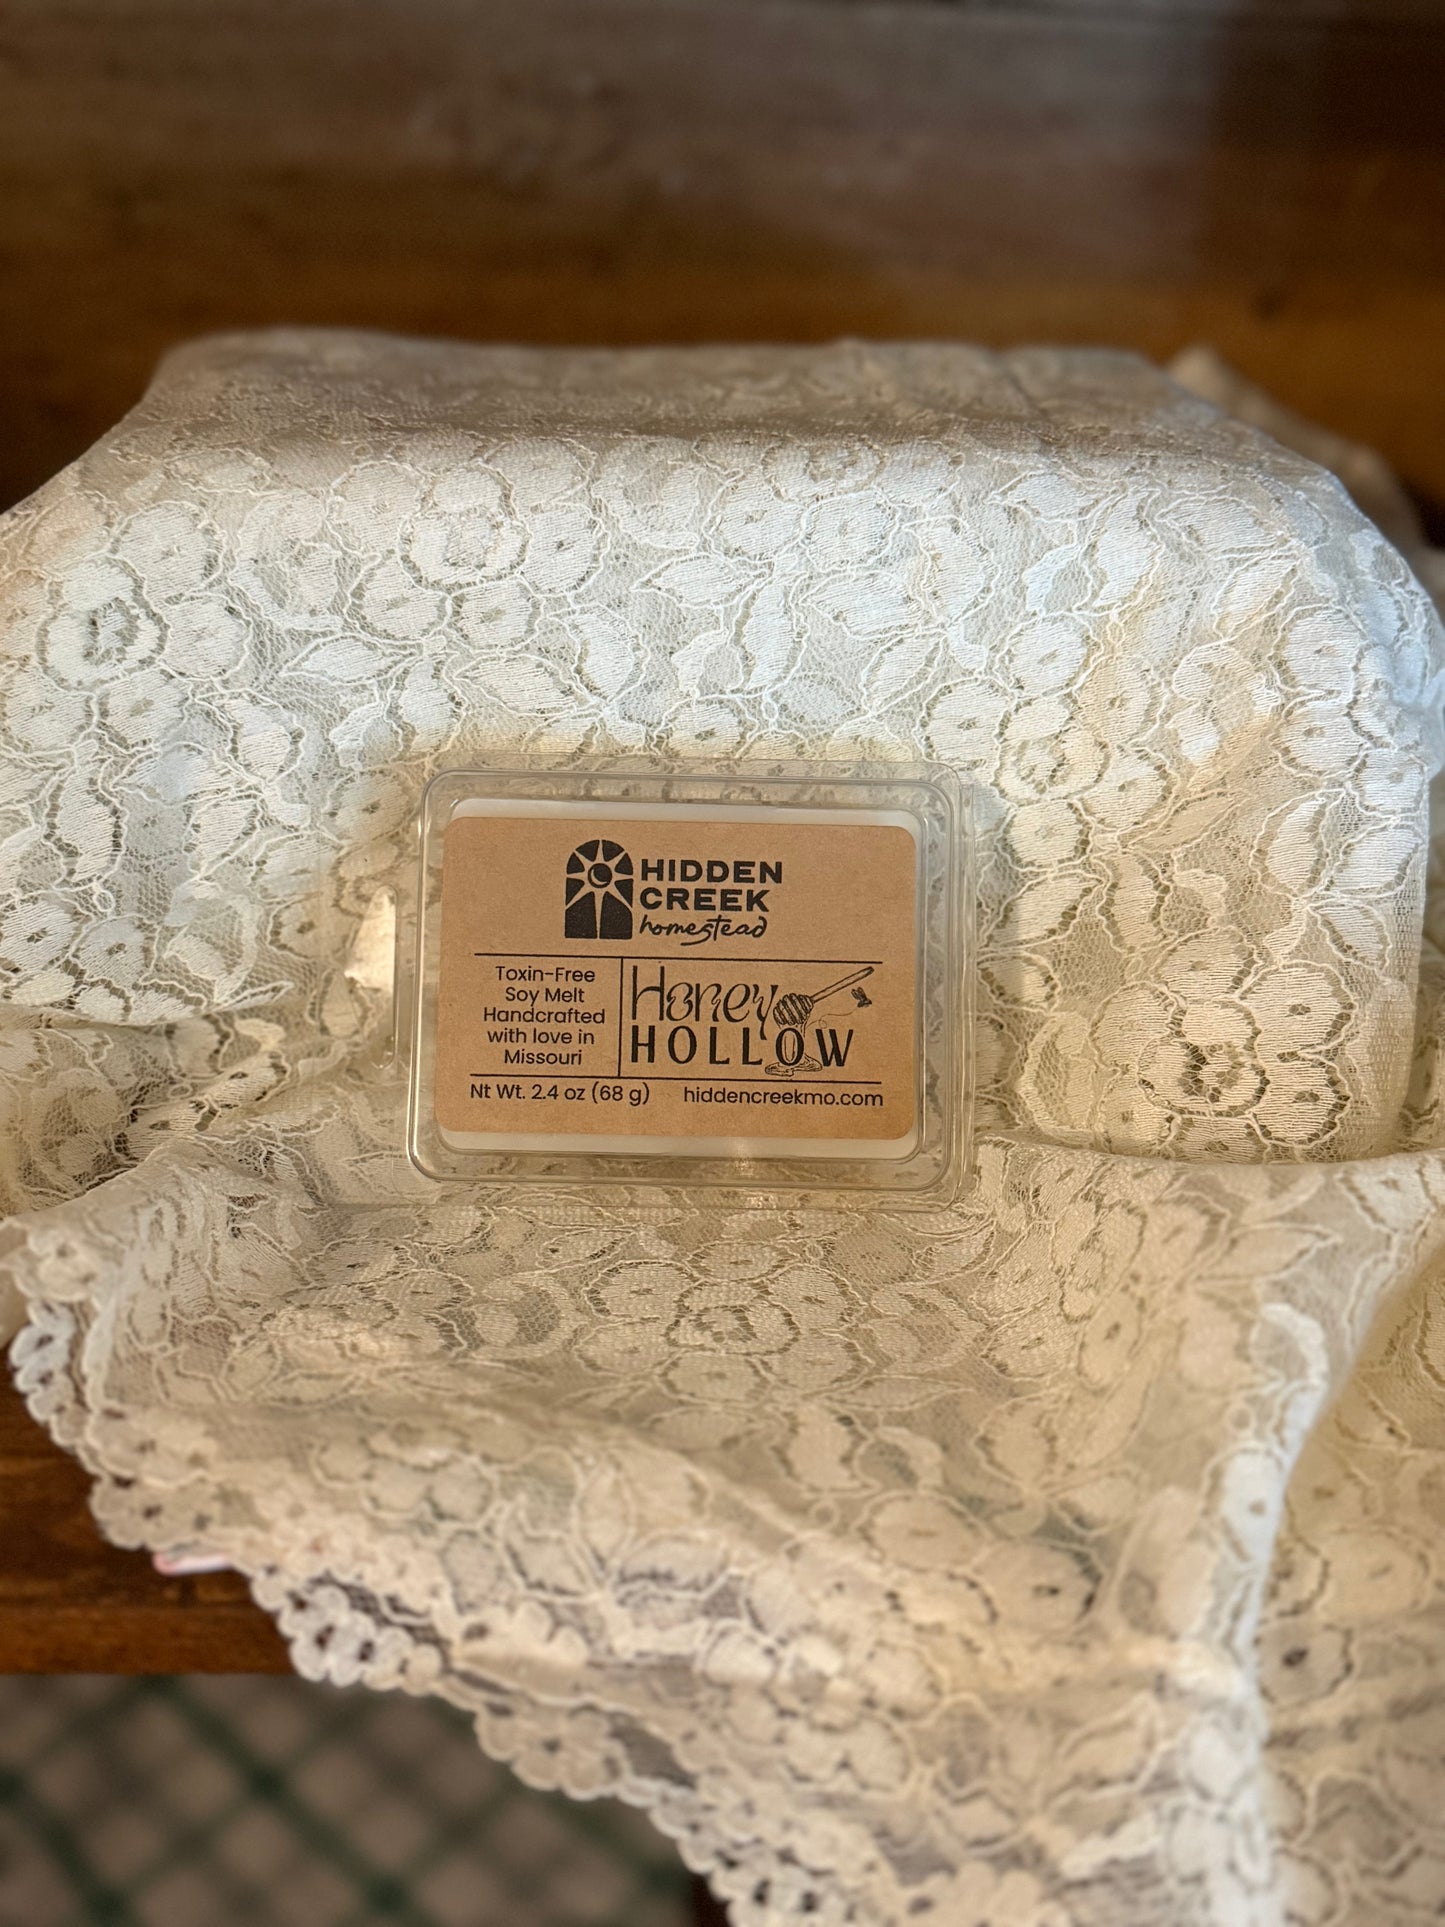 HIDDEN
CREEK
homestead
Toxin-Free
Soy Melt
Handcrafted
with love in
Missouri
Honey
HOLLOW
Nt Wt. 2.4 oz (68 g)
hiddencreekmo.com